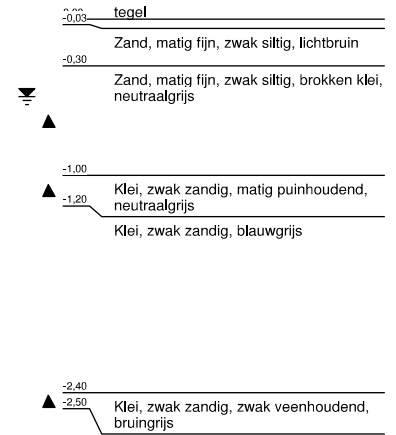 tegel
-0,03
Zand, matig fijn, zwak siltig, lichtbruin
-0,30
Zand, matig fijn, zwak siltig, brokken klei,
neutraalgrijs
-1,00
Klei, zwak zandig, matig puinhoudend,
-1,20
neutraalgrijs
Klei, zwak zandig, blauwgrijs
-2,40
-2,50
Klei, zwak zandig, zwak veenhoudend,
bruingrijs